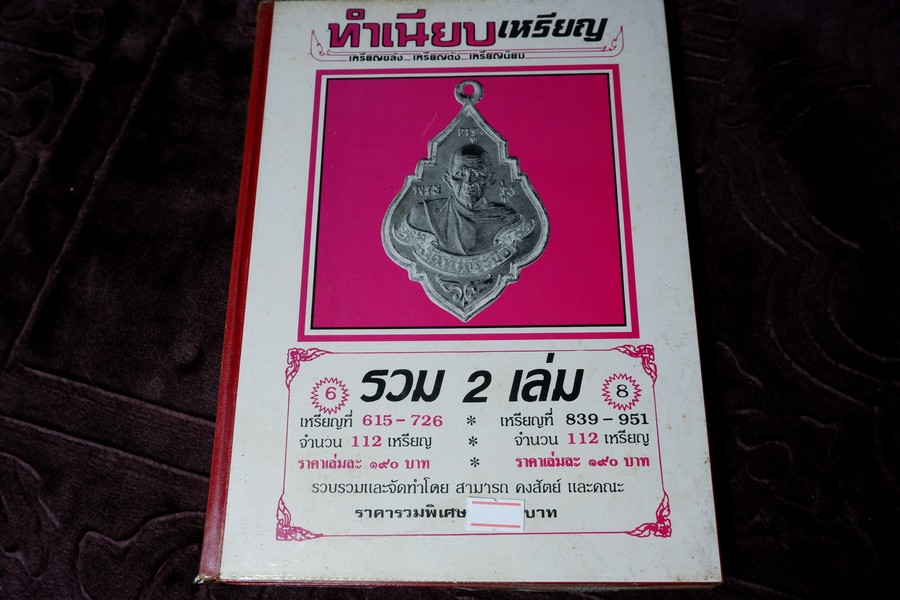 ทำเนียบเหรียญ
เหรียญขลัง... เหรียญดัง... เหรียญนิยม
พระ
รวม 2 เล่ม
6 8
เหรียญที่ 615-726 * เหรียญที่ 839-951
จำนวน 112 เหรียญ * จำนวน 112 เหรียญ
ราคาเล่มละ ๑๙๐ บาท * ราคาเล่มละ ๑๙๐ บาท
รวบรวมและจัดทำโดย สามารถ คงสัตย์ และคณะ
ราคารวมพิเศษ บาท